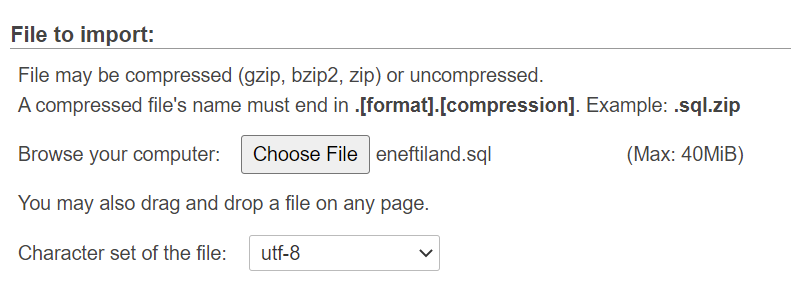 File to import:
File may be compressed (gzip, bzip2, zip) or uncompressed.
A compressed file's name must end in .[format].[compression]. Example: .sql.zip
Browse your computer: Choose File eneftiland.sql (Max: 40MiB)
You may also drag and drop a file on any page.
Character set of the file: utf-8